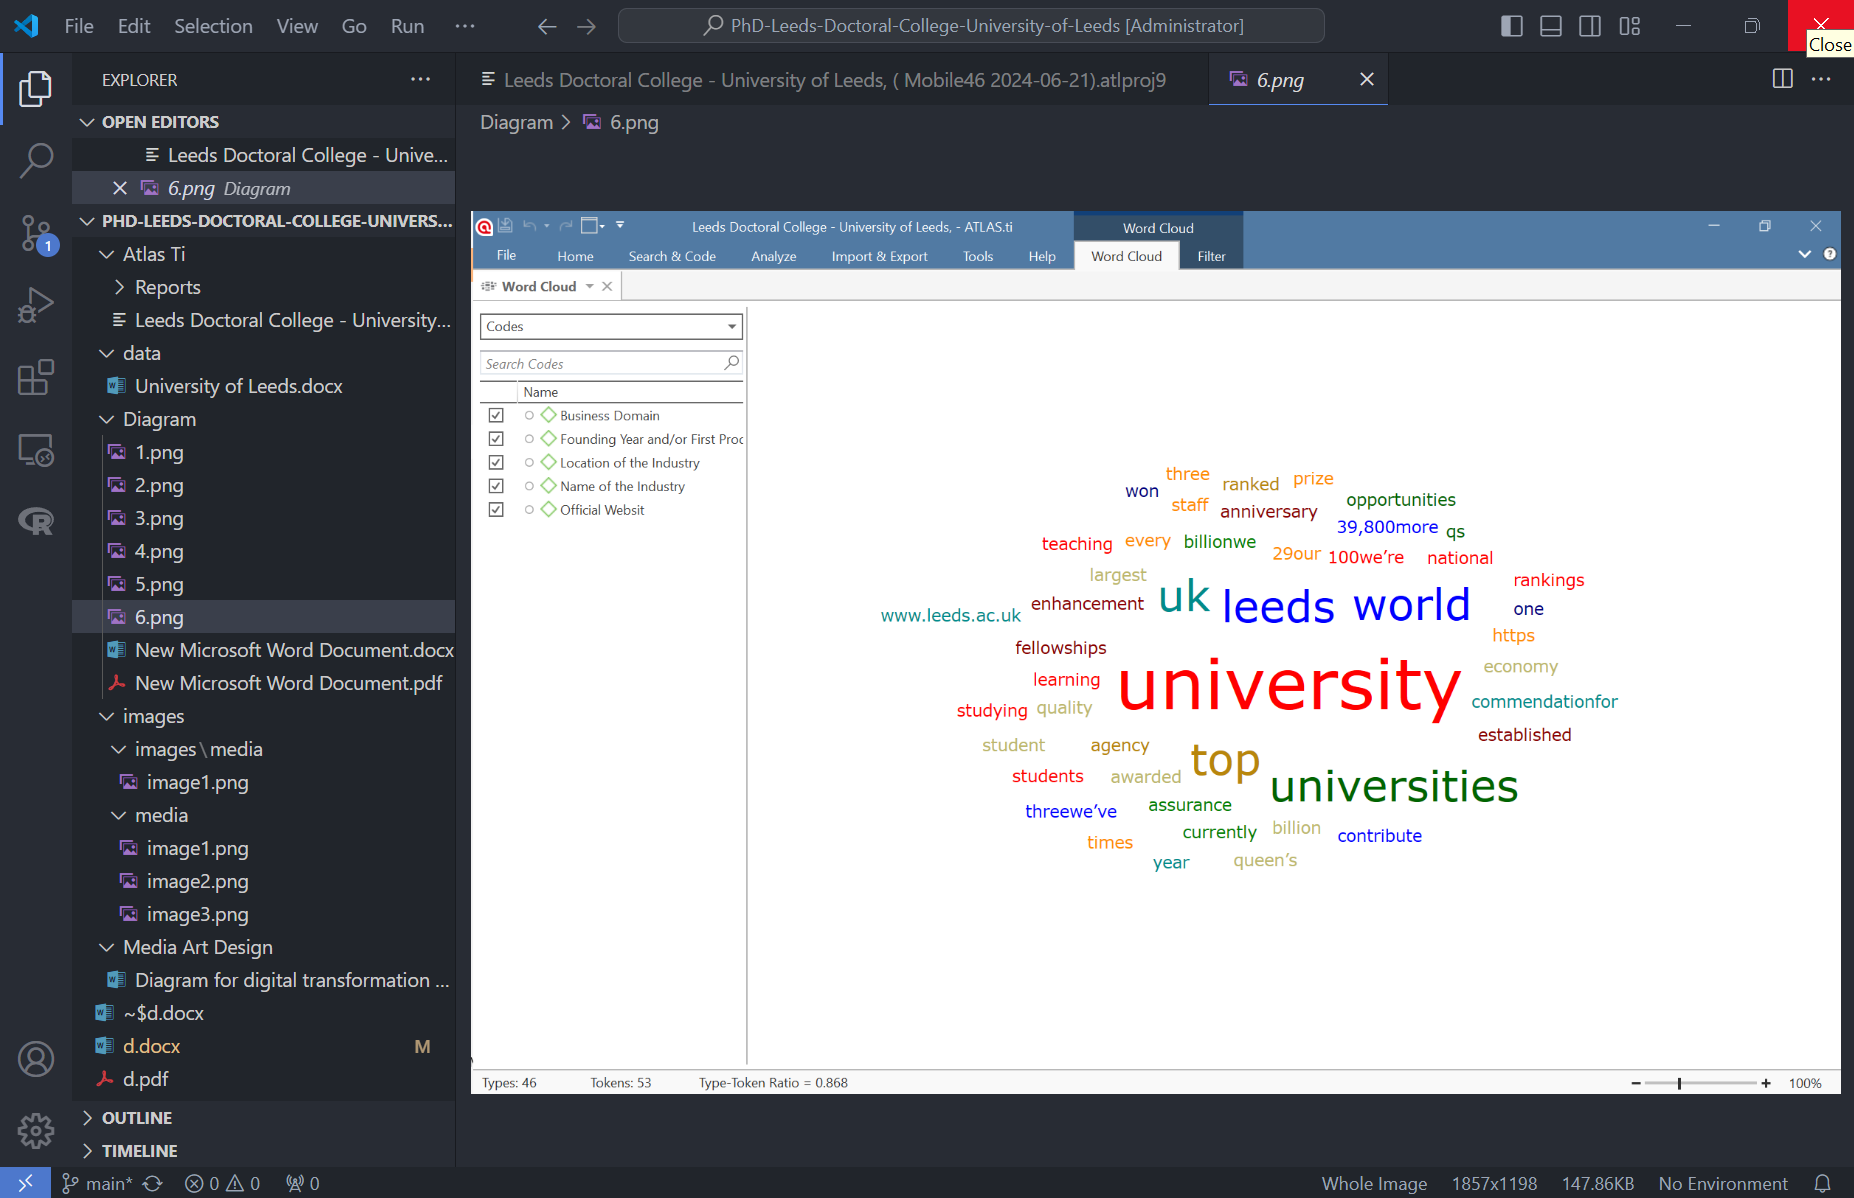 File Edit Selection View Go Run ···
PhD-Leeds-Doctoral-College-University-of-Leeds [Administrator]
Close
EXPLORER
OPEN EDITORS
Leeds Doctoral College - Unive...
6.png Diagram
PHD-LEEDS-DOCTORAL-COLLEGE-UNIVERS...
Atlas Ti
Reports
Leeds Doctoral College - University...
data
University of Leeds.docx
Diagram
1.png
2.png
3.png
4.png
5.png
6.png
New Microsoft Word Document.docx
New Microsoft Word Document.pdf
images
images\media
image1.png
media
image1.png
image2.png
image3.png
Media Art Design
Diagram for digital transformation ...
~$d.docx
d.docx M
d.pdf
OUTLINE
TIMELINE
1
Leeds Doctoral College - University of Leeds, ( Mobile46 2024-06-21).atlproj9
6.png
Diagram > 6.png
Leeds Doctoral College - University of Leeds, - ATLAS.ti
Word Cloud
File Home Search & Code Analyze Import & Export Tools Help Word Cloud Filter
Word Cloud
Codes
Search Codes
Name
Business Domain
Founding Year and/or First Proc
Location of the Industry
Name of the Industry
Official Websit
three
won
ranked
prize
staff
anniversary
opportunities
39,800more
qs
teaching
every
billionwe
29our
100we're
national
largest
rankings
www.leeds.ac.uk
enhancement
uk
leeds
world
one
https
fellowships
economy
learning
university
studying
quality
commendationfor
established
student
agency
top
students
awarded
universities
threewe've
assurance
currently
billion
contribute
times
year
queen's
Types: 46 Tokens: 53 Type-Token Ratio = 0.868
100%
main* 0 0 0
Whole Image 1857x1198 147.86KB No Environment